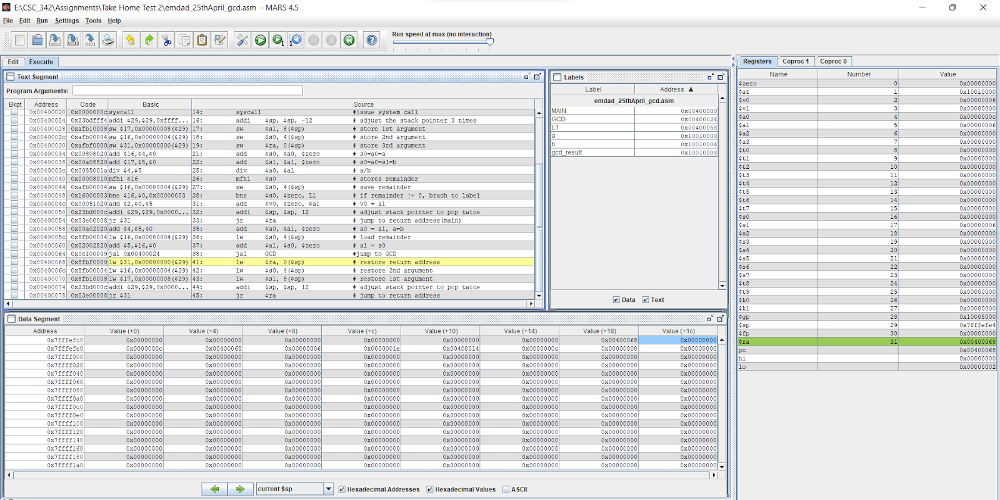 E:\CSC_342\Assignments\Take Home Test 2\emdad_25thApril_gcd.asm - MARS 4.5
File Edit Run Settings Tools Help
Run speed at max (no interaction)
Edit Execute
Text Segment
Program Arguments:
Bkpt Address Code Basic Source
0x00400020 0x0000000c syscall 14: syscall #issue system call
0x00400024 0x23bdfff4 addi $29,$29,0xffff... 16: addi $sp, $sp, -12 # adjust the stack pointer 3 times
0x00400028 0xafb10008 sw $17,0x00000008($29) 17: sw $s1, 8($sp) # store 1st argument
0x0040002c 0xafb00004 sw $16,0x00000004($29) 18: sw $s0, 4($sp) # store 2nd argument
0x00400030 0xafbf0000 sw $31,0x00000000($29) 19: sw $ra, 0($sp) # store 3rd argument
0x00400034 0x00808020 add $16,$4,$0 21: add $s0, $a0, $zero # s0=a0=a
0x00400038 0x00a08820 add $17,$5,$0 22: add $s1, $a1, $zero # s0=a0=s1=b
0x0040003c 0x0085001a div $4,$5 25: div $a0, $a1 # a/b
0x00400040 0x00008010 mfhi $16 26: mfhi $s0 # stores remainder
0x00400044 0xafb00004 sw $16,0x00000004($29) 27: sw $s0, 4($sp) # save remainder
0x00400048 0x16000003 bne $16,$0,0x00000003 28: bne $s0, $zero, L1 # if remainder != 0, brach to label
0x0040004c 0x00051020 add $2,$0,$5 31: add $v0, $zero, $a1 # v0 = a1
0x00400050 0x23bd000c addi $29,$29,0x0000... 32: addi $sp, $sp, 12 # adjust stack pointer to pop twice
0x00400054 0x03e00008 jr $31 33: jr $ra # jump to return address(main)
0x00400058 0x00a02020 add $4,$5,$0 35: add $a0, $a1, $zero # a0 = a1, a=b
0x0040005c 0x8fb00004 lw $16,0x00000004($29) 36: lw $s0, 4($sp) # load remainder
0x00400060 0x02002820 add $5,$16,$0 37: add $a1, $s0, $zero # a1 = s0
0x00400064 0x0c100009 jal 0x00400024 38: jal GCD #jump to GCD
0x00400068 0x8fbf0000 lw $31,0x00000000($29) 41: lw $ra, 0($sp) # restore return address
0x0040006c 0x8fb00004 lw $16,0x00000004($29) 42: lw $s0, 4($sp) # restore 2nd argument
0x00400070 0x8fb10008 lw $17,0x00000008($29) 43: lw $s1, 8($sp) # restore 1st argument
0x00400074 0x23bd000c addi $29,$29,0x0000... 44: addi $sp, $sp, 12 # adjust stack pointer to pop twice
0x00400078 0x03e00008 jr $31 45: jr $ra # jump to return address
Labels
Label Address ▲
emdad_25thApril_gcd.asm
MAIN 0x00400000
GCD 0x00400024
L1 0x00400058
a 0x10010000
b 0x10010004
gcd_result 0x10010008
Data Text
Data Segment
Address Value (+0) Value (+4) Value (+8) Value (+c) Value (+10) Value (+14) Value (+18) Value (+1c)
0x7fffefc0 0x00000000 0x00000000 0x00000000 0x00000000 0x00000000 0x00000000 0x00400068 0x00000000
0x7fffefe0 0x0000000c 0x00400068 0x00000006 0x0000001e 0x00400014 0x0000000c 0x00000000 0x00000000
0x7ffff000 0x00000000 0x00000000 0x00000000 0x00000000 0x00000000 0x00000000 0x00000000 0x00000000
0x7ffff020 0x00000000 0x00000000 0x00000000 0x00000000 0x00000000 0x00000000 0x00000000 0x00000000
0x7ffff040 0x00000000 0x00000000 0x00000000 0x00000000 0x00000000 0x00000000 0x00000000 0x00000000
0x7ffff060 0x00000000 0x00000000 0x00000000 0x00000000 0x00000000 0x00000000 0x00000000 0x00000000
0x7ffff080 0x00000000 0x00000000 0x00000000 0x00000000 0x00000000 0x00000000 0x00000000 0x00000000
0x7ffff0a0 0x00000000 0x00000000 0x00000000 0x00000000 0x00000000 0x00000000 0x00000000 0x00000000
0x7ffff0c0 0x00000000 0x00000000 0x00000000 0x00000000 0x00000000 0x00000000 0x00000000 0x00000000
0x7ffff0e0 0x00000000 0x00000000 0x00000000 0x00000000 0x00000000 0x00000000 0x00000000 0x00000000
0x7ffff100 0x00000000 0x00000000 0x00000000 0x00000000 0x00000000 0x00000000 0x00000000 0x00000000
0x7ffff120 0x00000000 0x00000000 0x00000000 0x00000000 0x00000000 0x00000000 0x00000000 0x00000000
0x7ffff140 0x00000000 0x00000000 0x00000000 0x00000000 0x00000000 0x00000000 0x00000000 0x00000000
0x7ffff160 0x00000000 0x00000000 0x00000000 0x00000000 0x00000000 0x00000000 0x00000000 0x00000000
0x7ffff180 0x00000000 0x00000000 0x00000000 0x00000000 0x00000000 0x00000000 0x00000000 0x00000000
0x7ffff1a0 0x00000000 0x00000000 0x00000000 0x00000000 0x00000000 0x00000000 0x00000000 0x00000000
current $sp Hexadecimal Addresses Hexadecimal Values ASCII
Registers Coproc 1 Coproc 0
Name Number Value
$zero 0 0x00000000
$at 1 0x10010000
$v0 2 0x00000006
$v1 3 0x00000000
$a0 4 0x0000000c
$a1 5 0x00000006
$a2 6 0x00000000
$a3 7 0x00000000
$t0 8 0x00000000
$t1 9 0x00000000
$t2 10 0x00000000
$t3 11 0x00000000
$t4 12 0x00000000
$t5 13 0x00000000
$t6 14 0x00000000
$t7 15 0x00000000
$s0 16 0x00000000
$s1 17 0x00000006
$s2 18 0x00000000
$s3 19 0x00000000
$s4 20 0x00000000
$s5 21 0x00000000
$s6 22 0x00000000
$s7 23 0x00000000
$t8 24 0x00000000
$t9 25 0x00000000
$k0 26 0x00000000
$k1 27 0x00000000
$gp 28 0x10008000
$sp 29 0x7fffefe4
$fp 30 0x00000000
$ra 31 0x00400068
pc 0x00400068
hi 0x00000000
lo 0x00000002